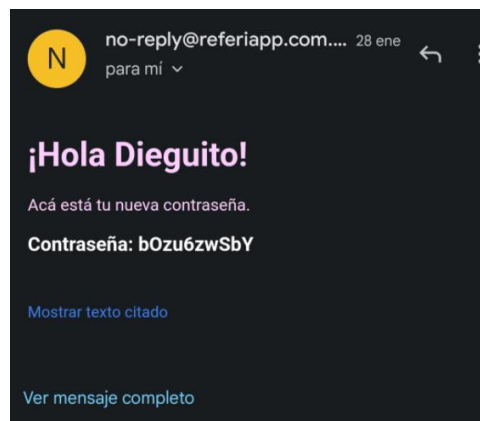 N
no-reply@referiapp.com.... 28 ene
para mí
¡Hola Dieguito!
Acá está tu nueva contraseña.
Contraseña: bOzu6zwSbY
Mostrar texto citado
Ver mensaje completo